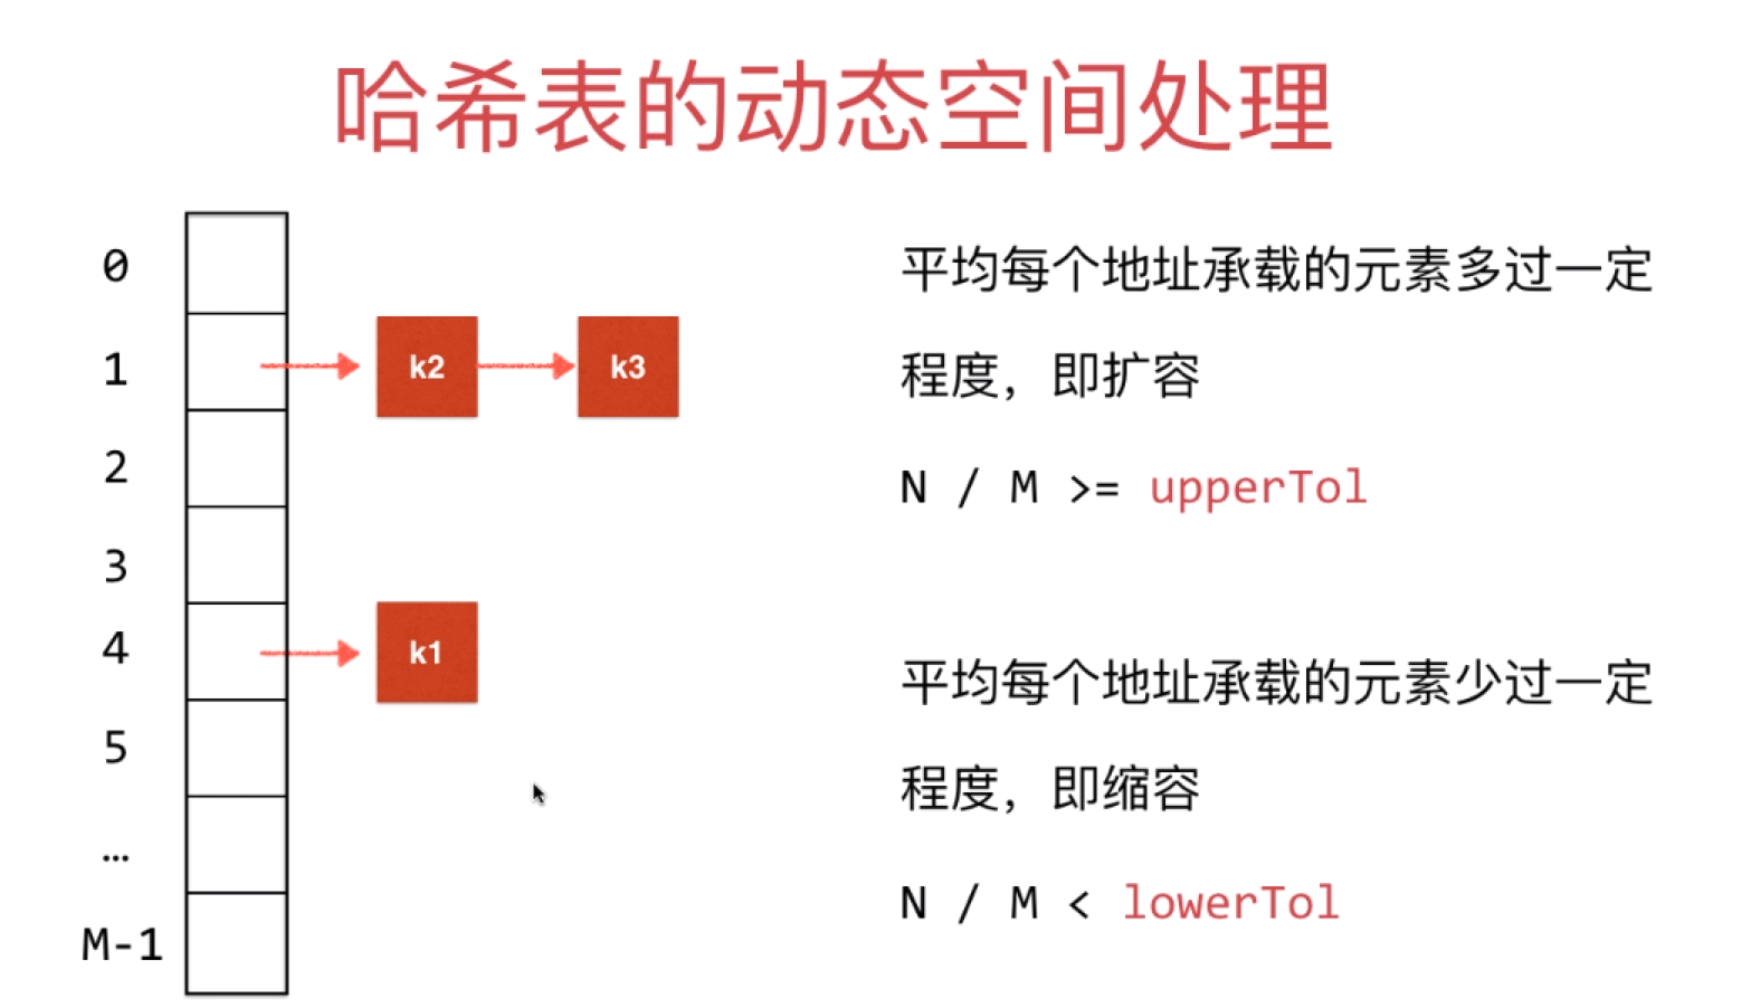 哈希表的动态空间处理
0
1
k2
k3
2
3
4
k1
5
…
M-1
平均每个地址承载的元素多过一定
程度，即扩容
N / M >= upperTol
平均每个地址承载的元素少过一定
程度，即缩容
N / M < lowerTol